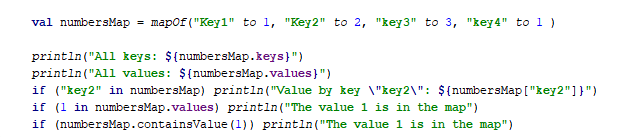 val numbersMap = mapOf("Key1" to 1, "Key2" to 2, "key3" to 3, "key4" to 1 )
println("All keys: ${numbersMap.keys}")
println("All values: ${numbersMap.values}")
if ("key2" in numbersMap) println("Value by key \"key2\": ${numbersMap["key2"]}")
if (1 in numbersMap.values) println("The value 1 is in the map")
if (numbersMap.containsValue(1)) println("The value 1 is in the map")